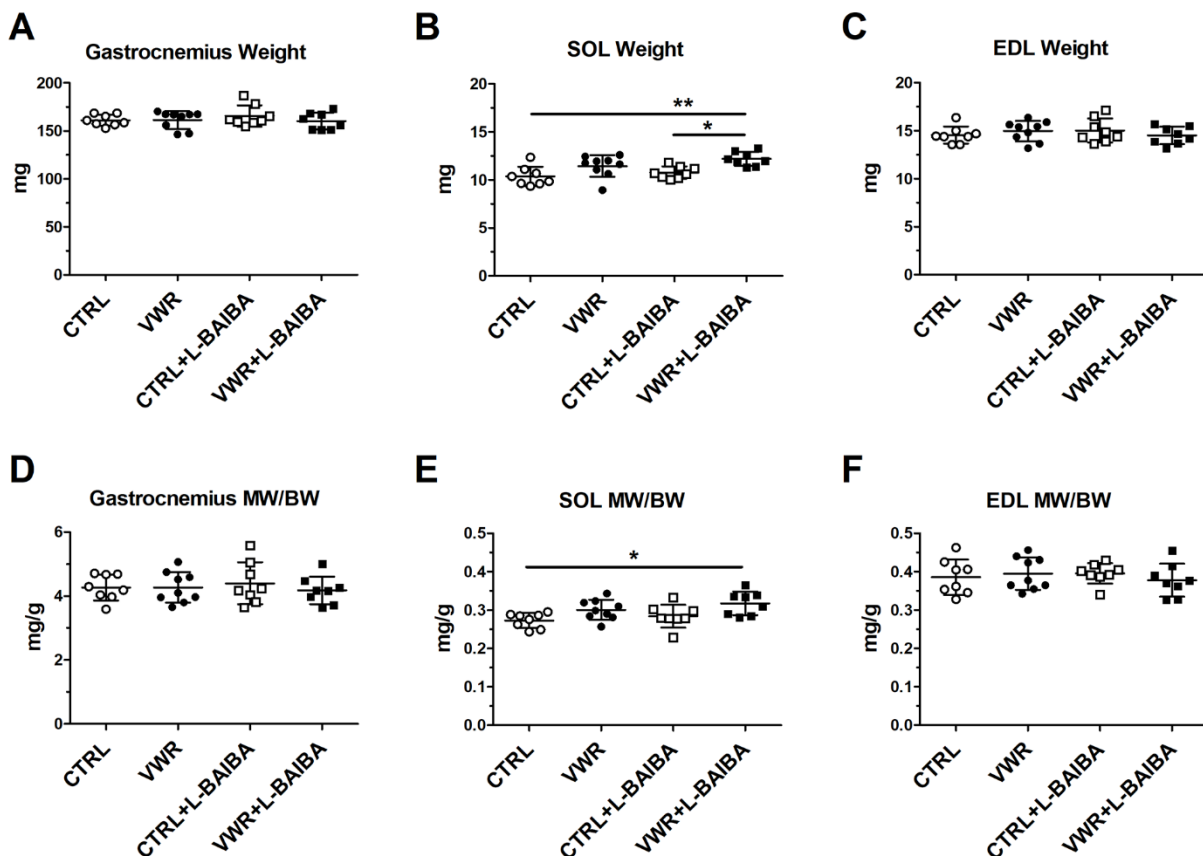 A
Gastrocnemius Weight
mg
200
150
100
50
0
CTRL
VWR
CTRL+L-BAIBA
VWR+L-BAIBA
B
SOL Weight
mg
20
15
10
5
0
**
*
CTRL
VWR
CTRL+L-BAIBA
VWR+L-BAIBA
C
EDL Weight
mg
20
15
10
5
0
CTRL
VWR
CTRL+L-BAIBA
VWR+L-BAIBA
D
Gastrocnemius MW/BW
mg/g
6
4
2
0
CTRL
VWR
CTRL+L-BAIBA
VWR+L-BAIBA
E
SOL MW/BW
mg/g
0.5
0.4
0.3
0.2
0.1
0.0
*
CTRL
VWR
CTRL+L-BAIBA
VWR+L-BAIBA
F
EDL MW/BW
mg/g
0.5
0.4
0.3
0.2
0.1
0.0
CTRL
VWR
CTRL+L-BAIBA
VWR+L-BAIBA